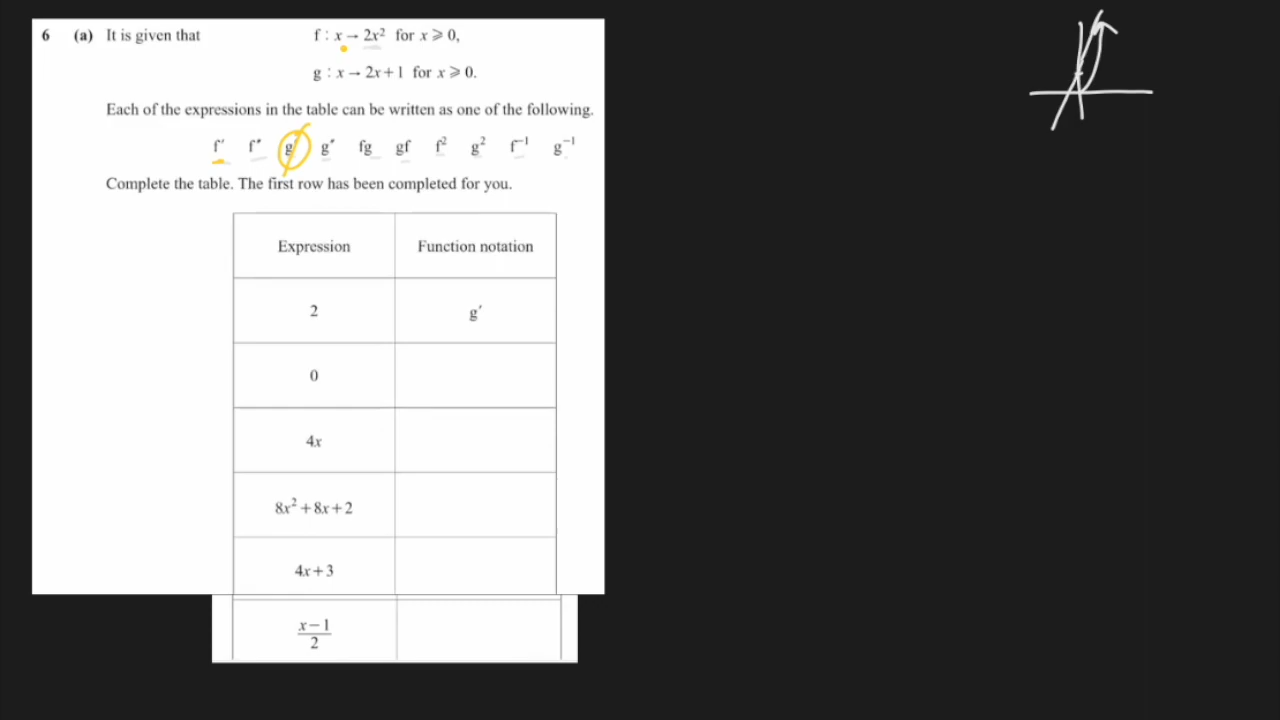 6 (a) It is given that f : x → 2x² for x ⩾ 0,
g : x → 2x + 1 for x ⩾ 0.
Each of the expressions in the table can be written as one of the following.
f′ f″ g′ g″ fg gf f² g² f⁻¹ g⁻¹
Complete the table. The first row has been completed for you.
Expression Function notation
2 g′
0
4x
8x² + 8x + 2
4x + 3
x − 1
2